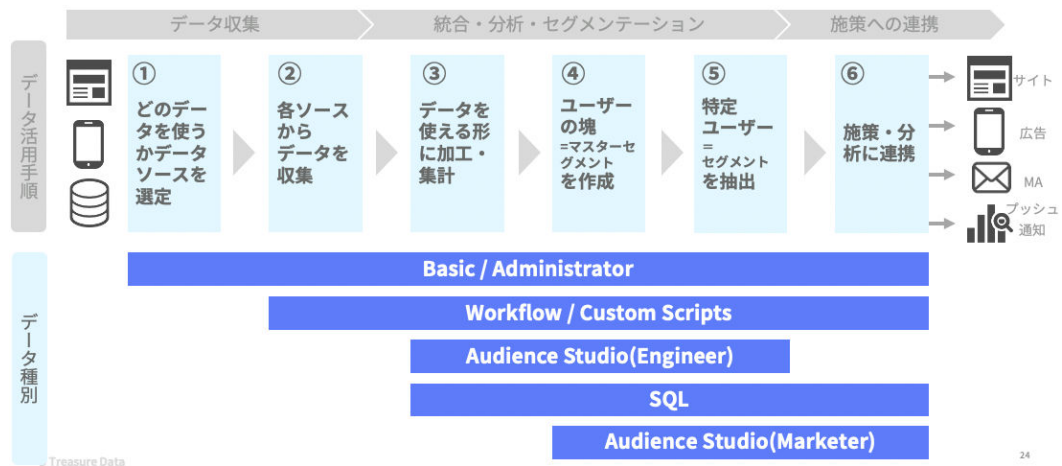 データ収集
統合・分析・セグメンテーション
施策への連携
データ活用手順
①
どのデー
タを使う
かデータ
ソースを
選定
②
各ソース
から
データを
収集
③
データを
使える形
に加工・
集計
④
ユーザー
の塊
=マスターセ
グメント
を作成
⑤
特定
ユーザー
=
セグメント
を抽出
⑥
施策・分
析に連携
サイト
広告
MA
プッシュ
通知
データ種別
Basic / Administrator
Workflow / Custom Scripts
Audience Studio(Engineer)
SQL
Audience Studio(Marketer)
Treasure Data
24